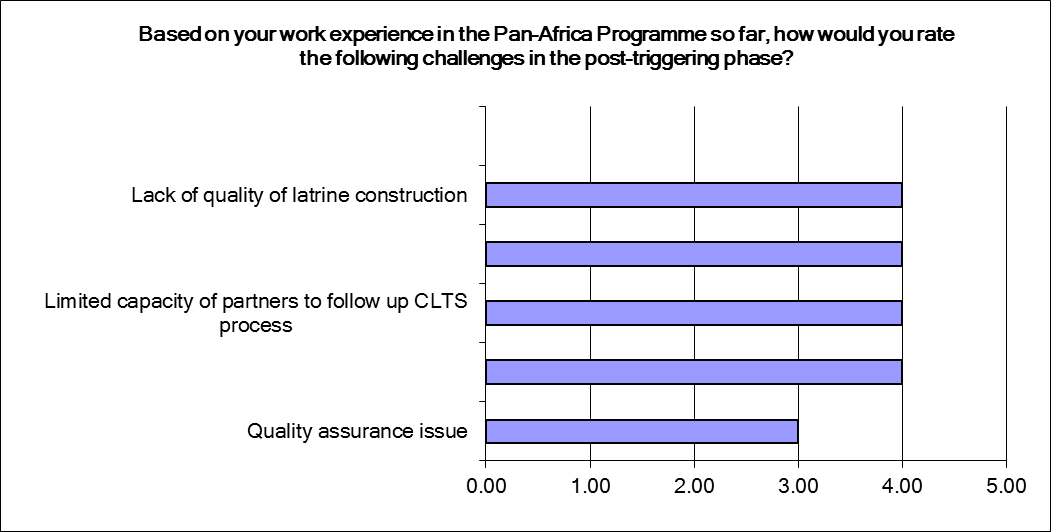 Based on your work experience in the Pan-Africa Programme so far, how would you rate
the following challenges in the post-triggering phase?
Lack of quality of latrine construction
Limited capacity of partners to follow up CLTS
process
Quality assurance issue
0.00 1.00 2.00 3.00 4.00 5.00